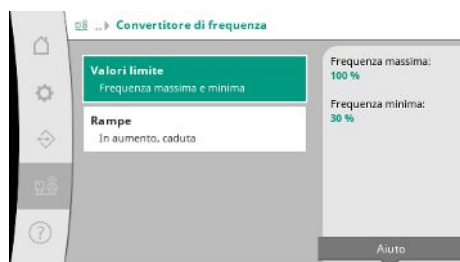 ..▸ Convertitore di frequenza
Valori limite
Frequenza massima e minima
Rampe
In aumento, caduta
Frequenza massima:
100 %
Frequenza minima:
30 %
?
Aiuto